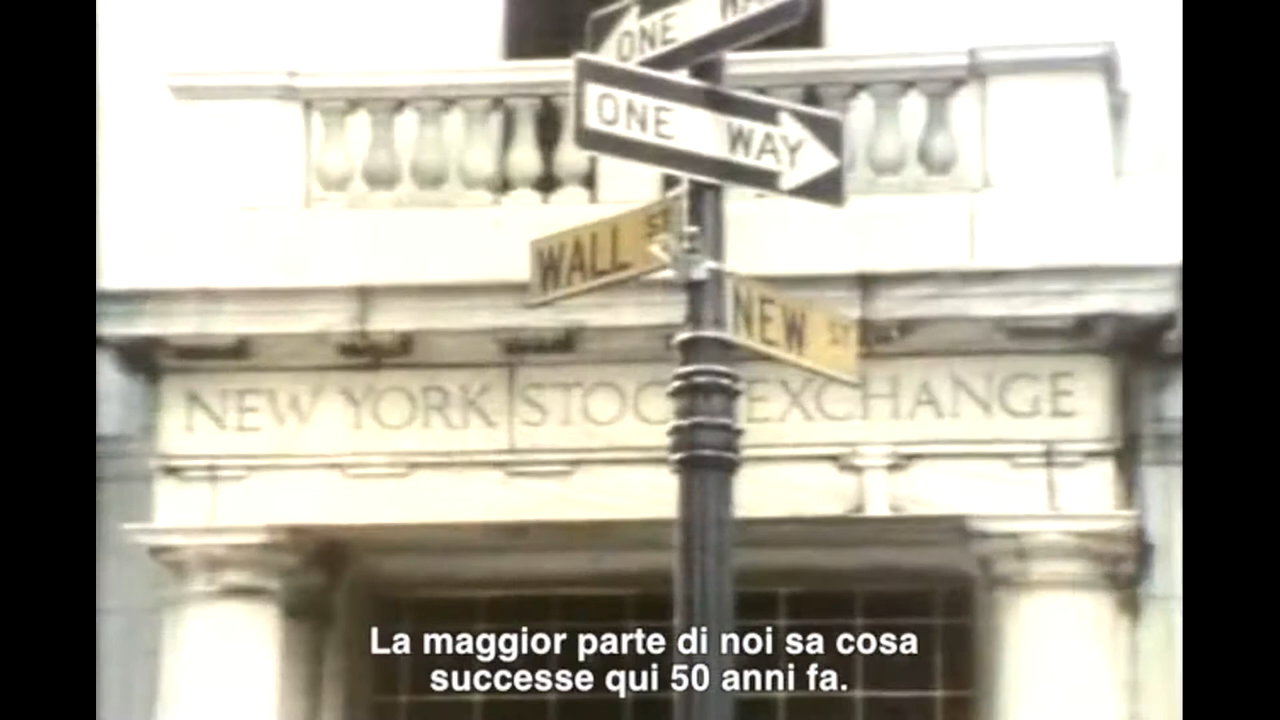 ONE WAY
ONE WAY
WALL ST
NEW ST
NEW YORK STOCK EXCHANGE
La maggior parte di noi sa cosa
successe qui 50 anni fa.